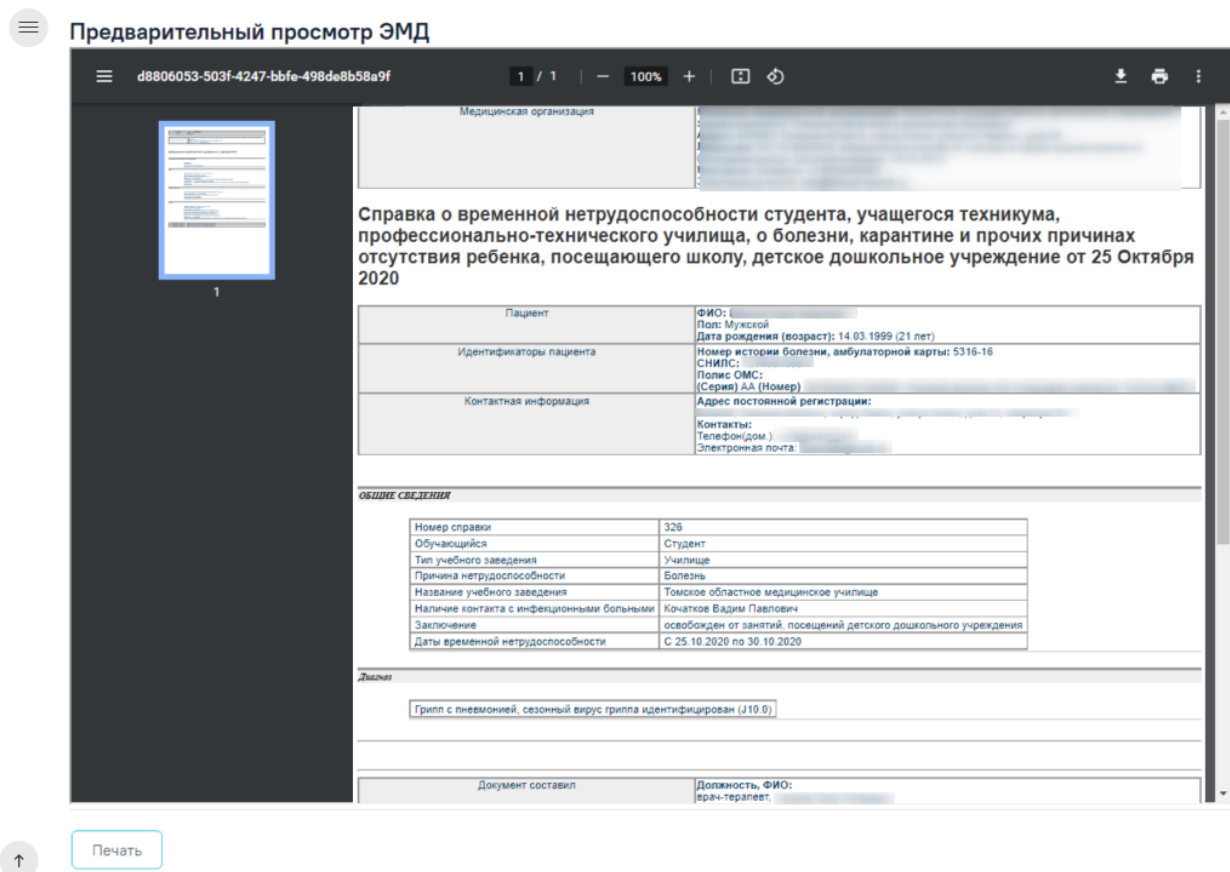 Предварительный просмотр ЭМД
d8806053-503f-4247-bbfe-498de8b58a9f
1 / 1
100%
1
Медицинская организация
Справка о временной нетрудоспособности студента, учащегося техникума,
профессионально-технического училища, о болезни, карантине и прочих причинах
отсутствия ребенка, посещающего школу, детское дошкольное учреждение от 25 Октября
2020
Пациент
ФИО:
Пол: Мужской
Дата рождения (возраст): 14.03.1999 (21 лет)
Идентификаторы пациента
Номер истории болезни, амбулаторной карты: 5316-16
СНИЛС:
Полис ОМС:
(Серия) АА (Номер)
Контактная информация
Адрес постоянной регистрации:
Контакты:
Телефон(дом.)
Электронная почта:
ОБЩИЕ СВЕДЕНИЯ
Номер справки 326
Обучающийся Студент
Тип учебного заведения Училище
Причина нетрудоспособности Болезнь
Название учебного заведения Томское областное медицинское училище
Наличие контакта с инфекционными больными Кочатков Вадим Павлович
Заключение освобожден от занятий, посещений детского дошкольного учреждения
Даты временной нетрудоспособности С 25.10.2020 по 30.10.2020
Диагноз
Грипп с пневмонией, сезонный вирус гриппа идентифицирован (J10.0)
Документ составил
Должность, ФИО:
врач-терапевт,
Печать